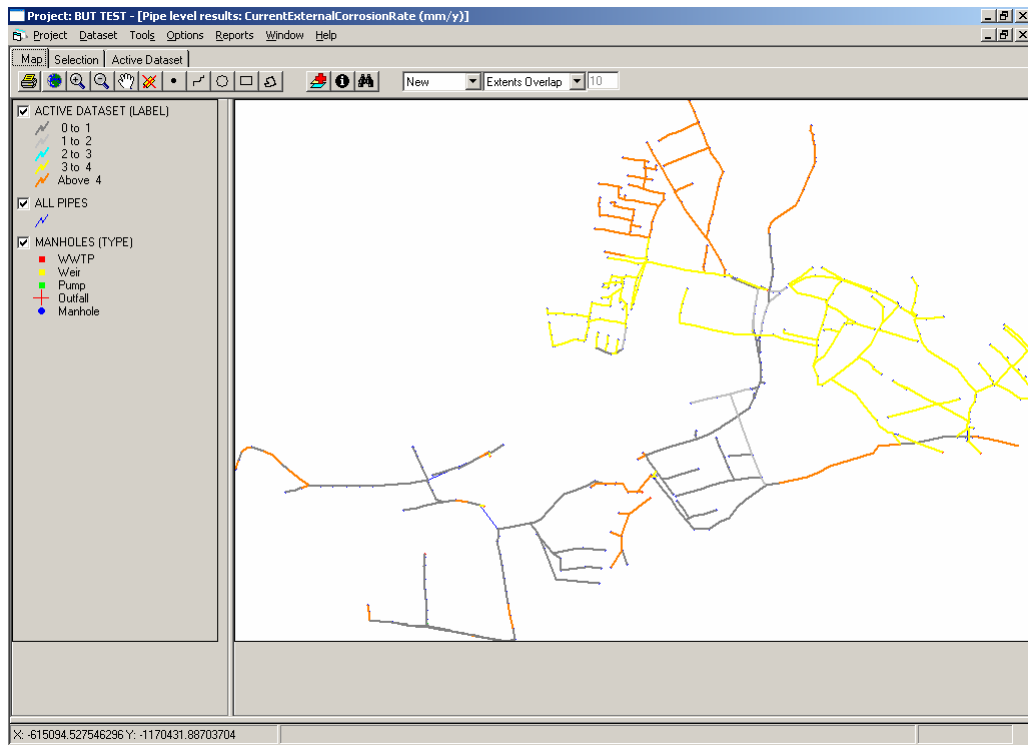 Project: BUT TEST - [Pipe level results: CurrentExternalCorrosionRate (mm/y)]
Project Dataset Tools Options Reports Window Help
Map Selection Active Dataset
New Extents Overlap 10
ACTIVE DATASET (LABEL)
0 to 1
1 to 2
2 to 3
3 to 4
Above 4
ALL PIPES
MANHOLES (TYPE)
WWTP
Weir
Pump
Outfall
Manhole
X: -615094.527546296 Y: -1170431.88703704